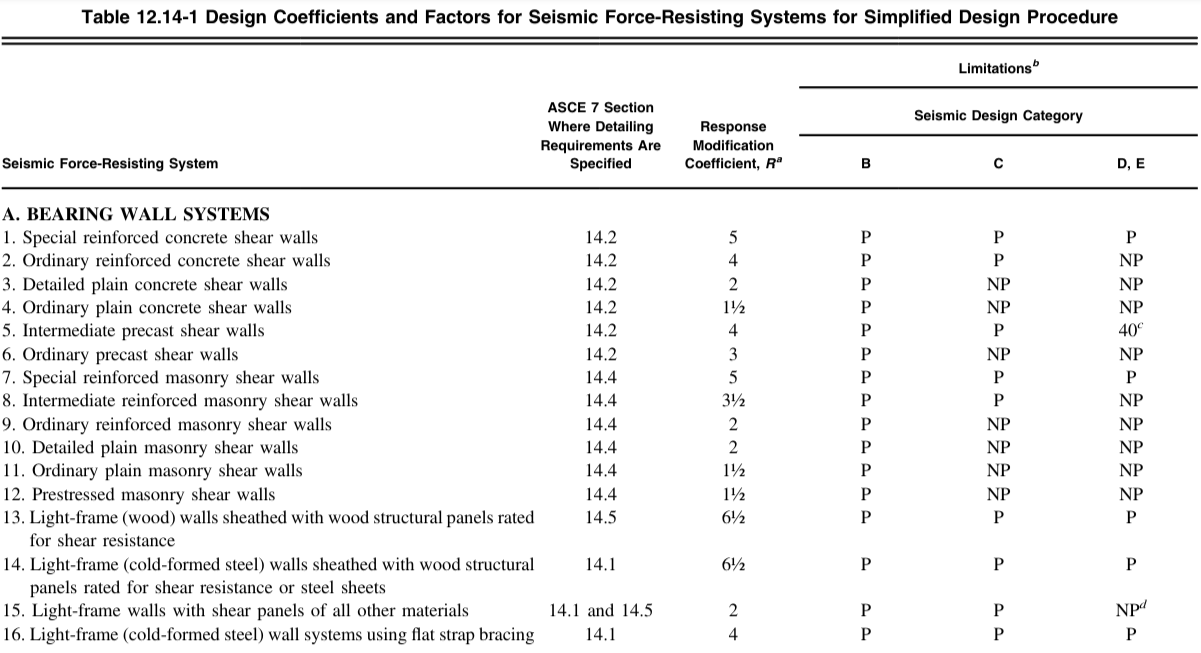 Table 12.14-1 Design Coefficients and Factors for Seismic Force-Resisting Systems for Simplified Design Procedure
Limitationsb
ASCE 7 Section
Where Detailing
Requirements Are
Specified
Response
Modification
Coefficient, Ra
Seismic Design Category
Seismic Force-Resisting System
B C D, E
A. BEARING WALL SYSTEMS
1. Special reinforced concrete shear walls 14.2 5 P P P
2. Ordinary reinforced concrete shear walls 14.2 4 P P NP
3. Detailed plain concrete shear walls 14.2 2 P NP NP
4. Ordinary plain concrete shear walls 14.2 1½ P NP NP
5. Intermediate precast shear walls 14.2 4 P P 40c
6. Ordinary precast shear walls 14.2 3 P NP NP
7. Special reinforced masonry shear walls 14.4 5 P P P
8. Intermediate reinforced masonry shear walls 14.4 3½ P P NP
9. Ordinary reinforced masonry shear walls 14.4 2 P NP NP
10. Detailed plain masonry shear walls 14.4 2 P NP NP
11. Ordinary plain masonry shear walls 14.4 1½ P NP NP
12. Prestressed masonry shear walls 14.4 1½ P NP NP
13. Light-frame (wood) walls sheathed with wood structural panels rated 14.5 6½ P P P
for shear resistance
14. Light-frame (cold-formed steel) walls sheathed with wood structural 14.1 6½ P P P
panels rated for shear resistance or steel sheets
15. Light-frame walls with shear panels of all other materials 14.1 and 14.5 2 P P NPd
16. Light-frame (cold-formed steel) wall systems using flat strap bracing 14.1 4 P P P